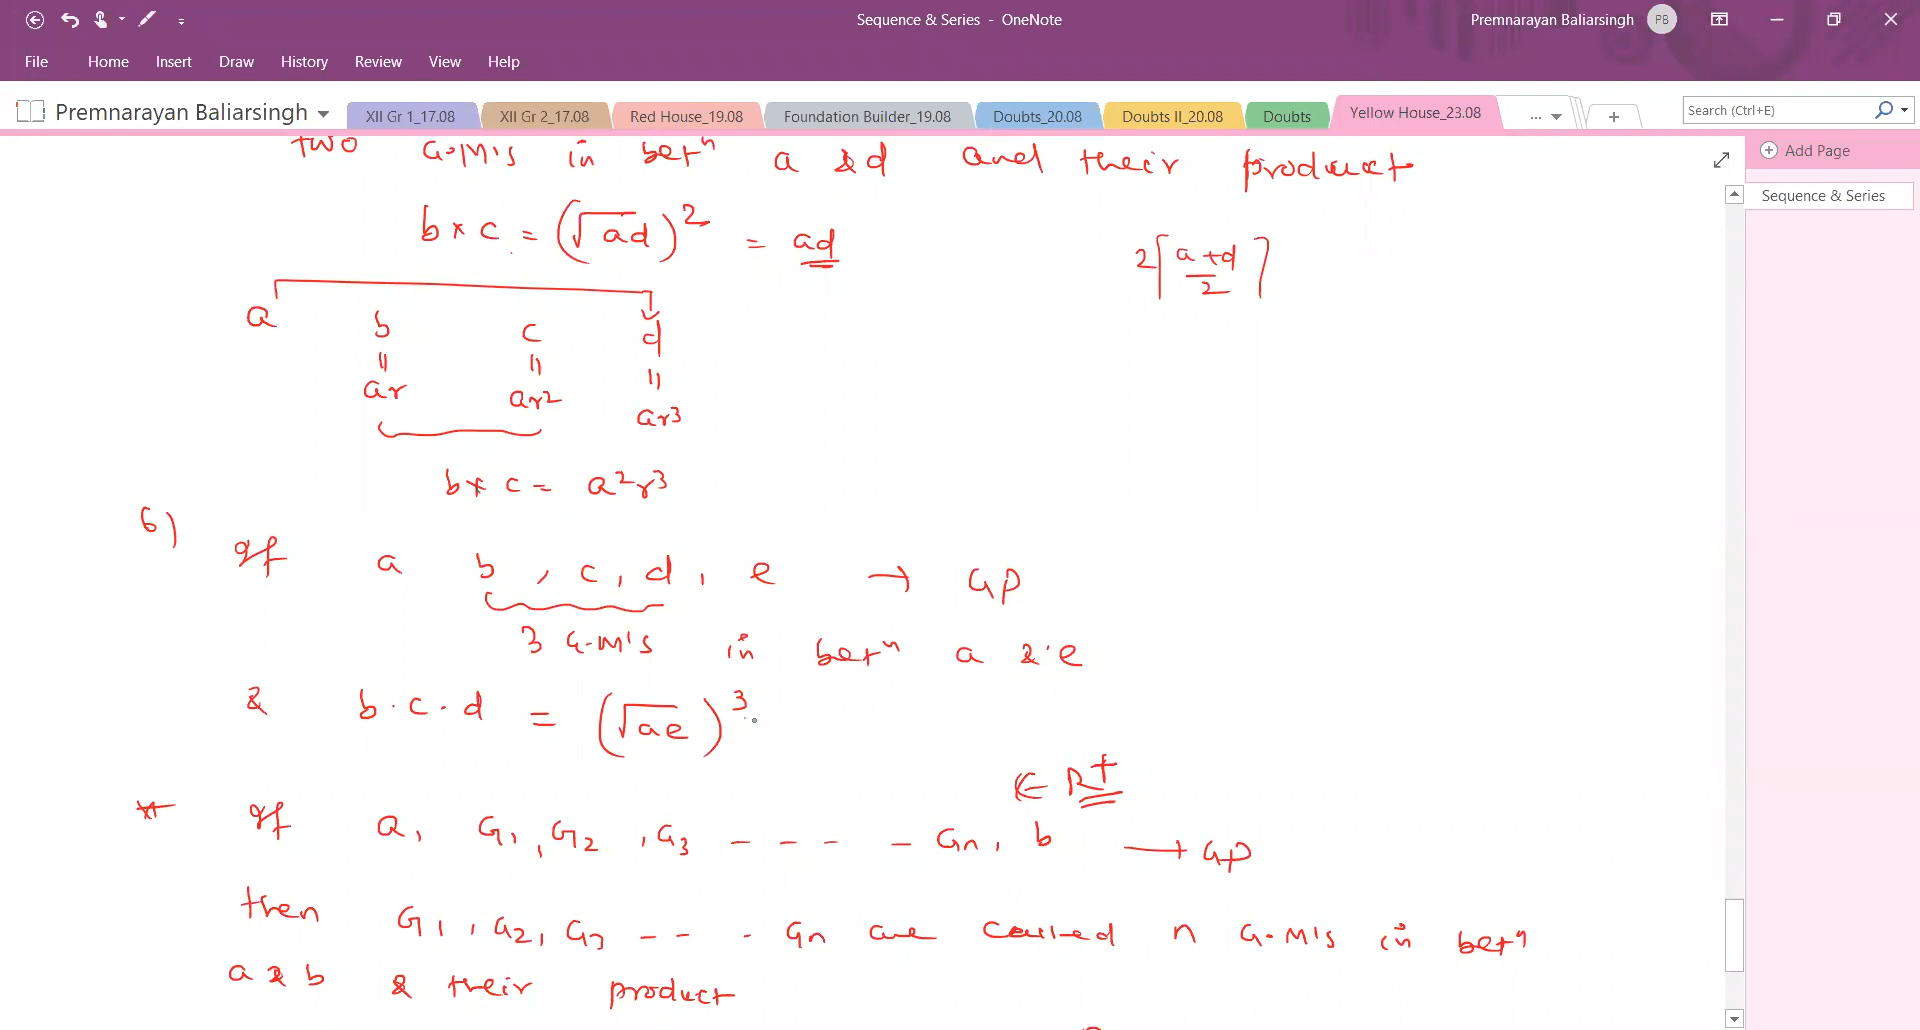 Sequence & Series - OneNote
Premnarayan Baliarsingh PB
File Home Insert Draw History Review View Help
Premnarayan Baliarsingh
XII Gr 1_17.08 XII Gr 2_17.08 Red House_19.08 Foundation Builder_19.08 Doubts_20.08 Doubts II_20.08 Doubts Yellow House_23.08 ... +
Search (Ctrl+E)
Add Page
Sequence & Series
two G.M's in betⁿ a & d and their product
b × c = (√ad)² = ad
2[a+d/2]
a b c d
= = =
ar ar² ar³
b × c = a²r³
6) If a b, c, d, e → GP
3 G.M's in betⁿ a & e
& b . c . d = (√ae)³
∈ R⁺
* If a, G₁, G₂, G₃ - - - - Gn, b → GP
then G₁, G₂, G₃ - - . Gn are called n G.M's in betⁿ
a & b & their product